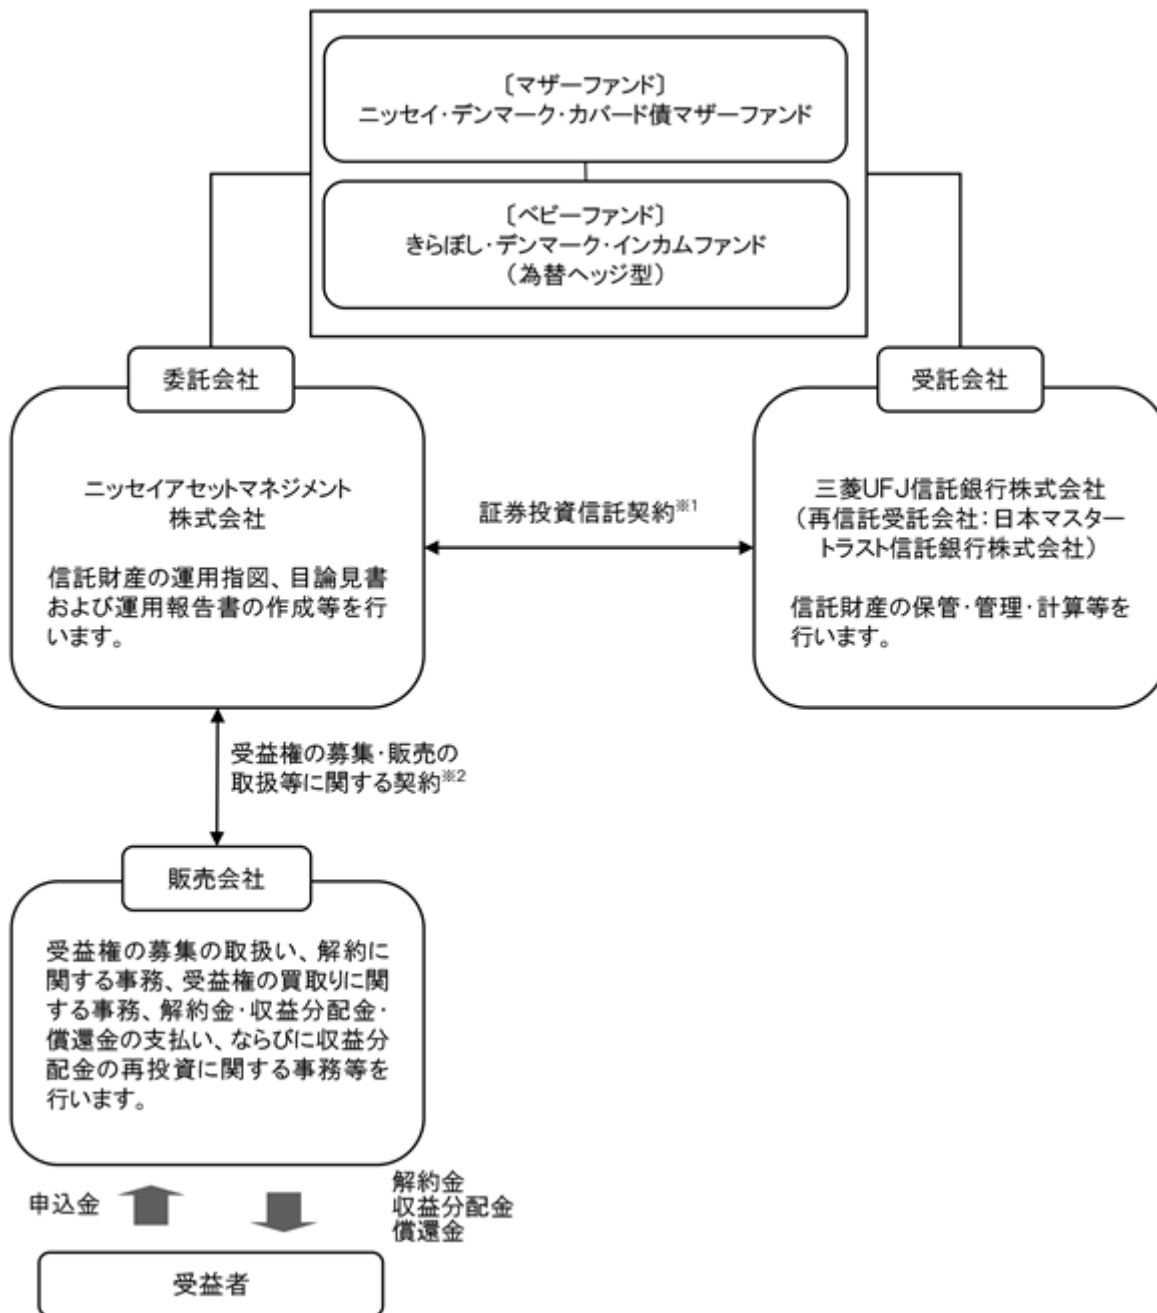 〔マザーファンド〕
ニッセイ・デンマーク・カバード債マザーファンド
〔ベビーファンド〕
きらぼし・デンマーク・インカムファンド
（為替ヘッジ型）
委託会社
ニッセイアセットマネジメント
株式会社
信託財産の運用指図、目論見書
および運用報告書の作成等を行
います。
証券投資信託契約※1
受託会社
三菱UFJ信託銀行株式会社
（再信託受託会社：日本マスター
トラスト信託銀行株式会社）
信託財産の保管・管理・計算等を
行います。
受益権の募集・販売の
取扱等に関する契約※2
販売会社
受益権の募集の取扱い、解約に
関する事務、受益権の買取りに関
する事務、解約金・収益分配金・
償還金の支払い、ならびに収益分
配金の再投資に関する事務等を
行います。
申込金
解約金
収益分配金
償還金
受益者